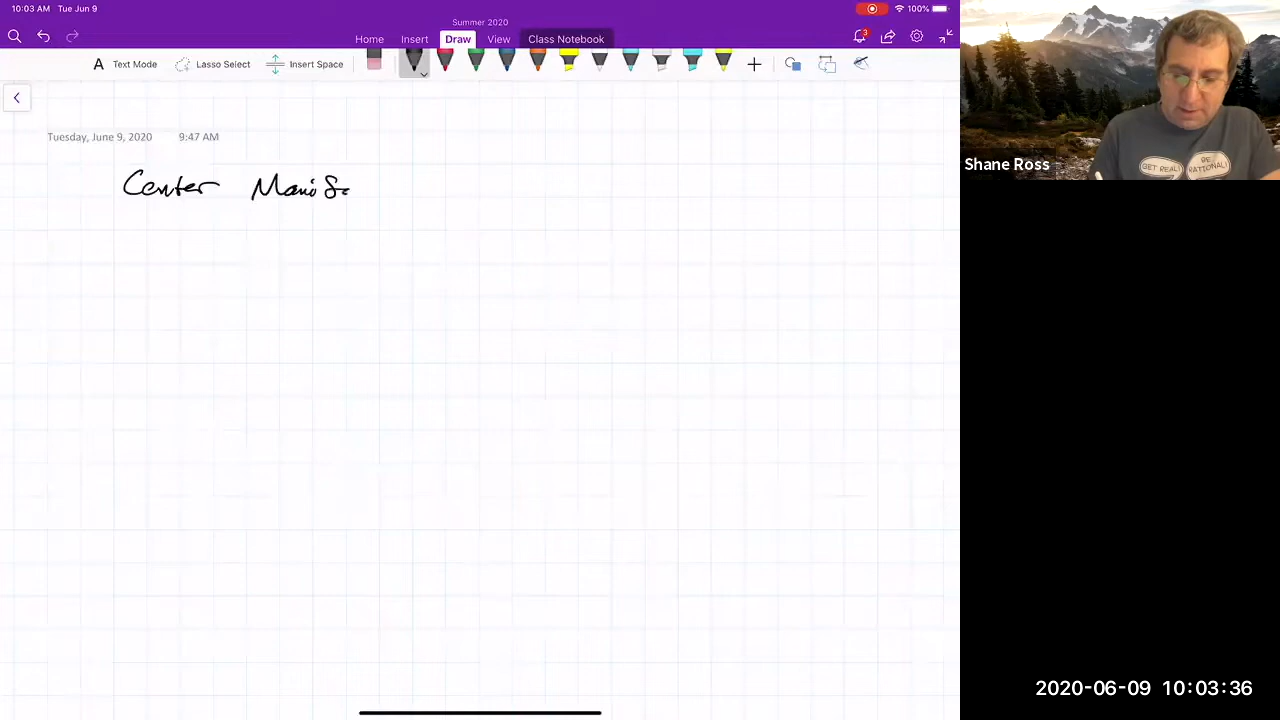 10:03 AM Tue Jun 9
100%
Summer 2020
Home Insert Draw View Class Notebook
3
A Text Mode Lasso Select Insert Space
Tuesday, June 9, 2020 9:47 AM
Center
Shane Ross
GET REAL!
BE RATIONAL!
2020-06-09 10:03:36